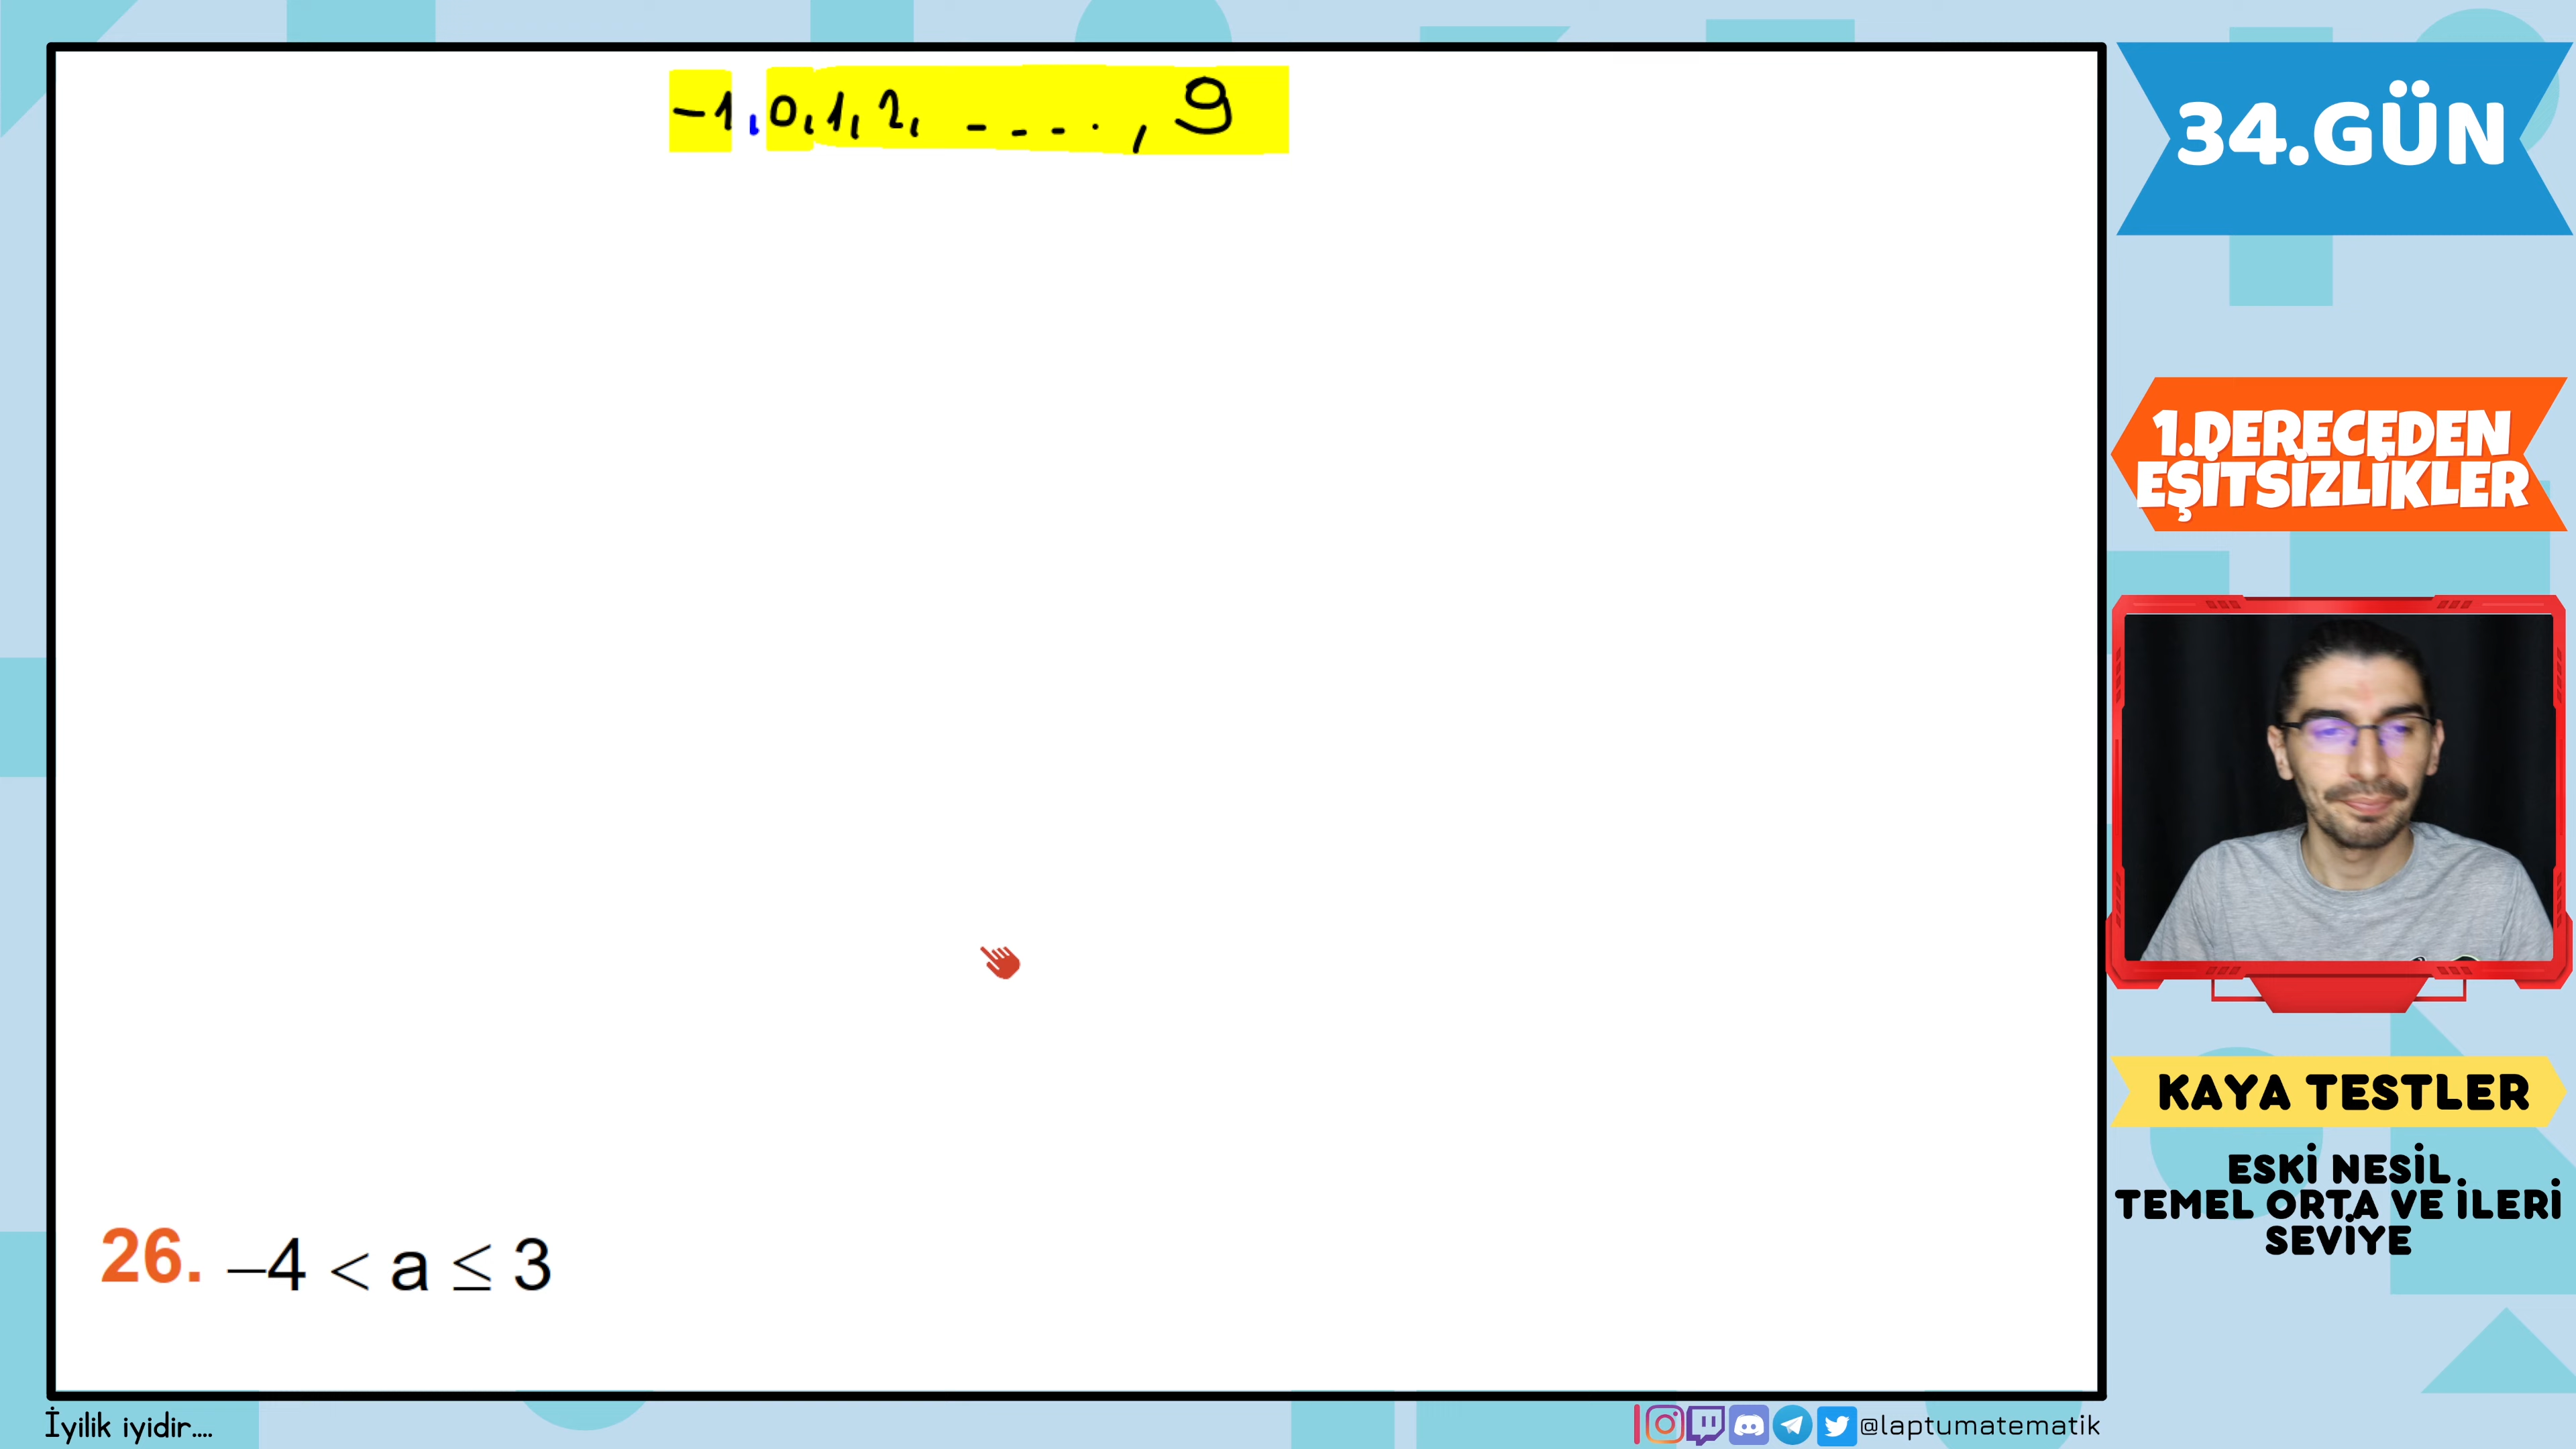 -1, 0, 1, 2, - - - ., 9
34.GÜN
1.DERECEDEN
EŞİTSİZLİKLER
KAYA TESTLER
ESKİ NESİL
TEMEL ORTA VE İLERİ
SEVİYE
26. –4 < a ≤ 3
İyilik iyidir....
@laptumatematik